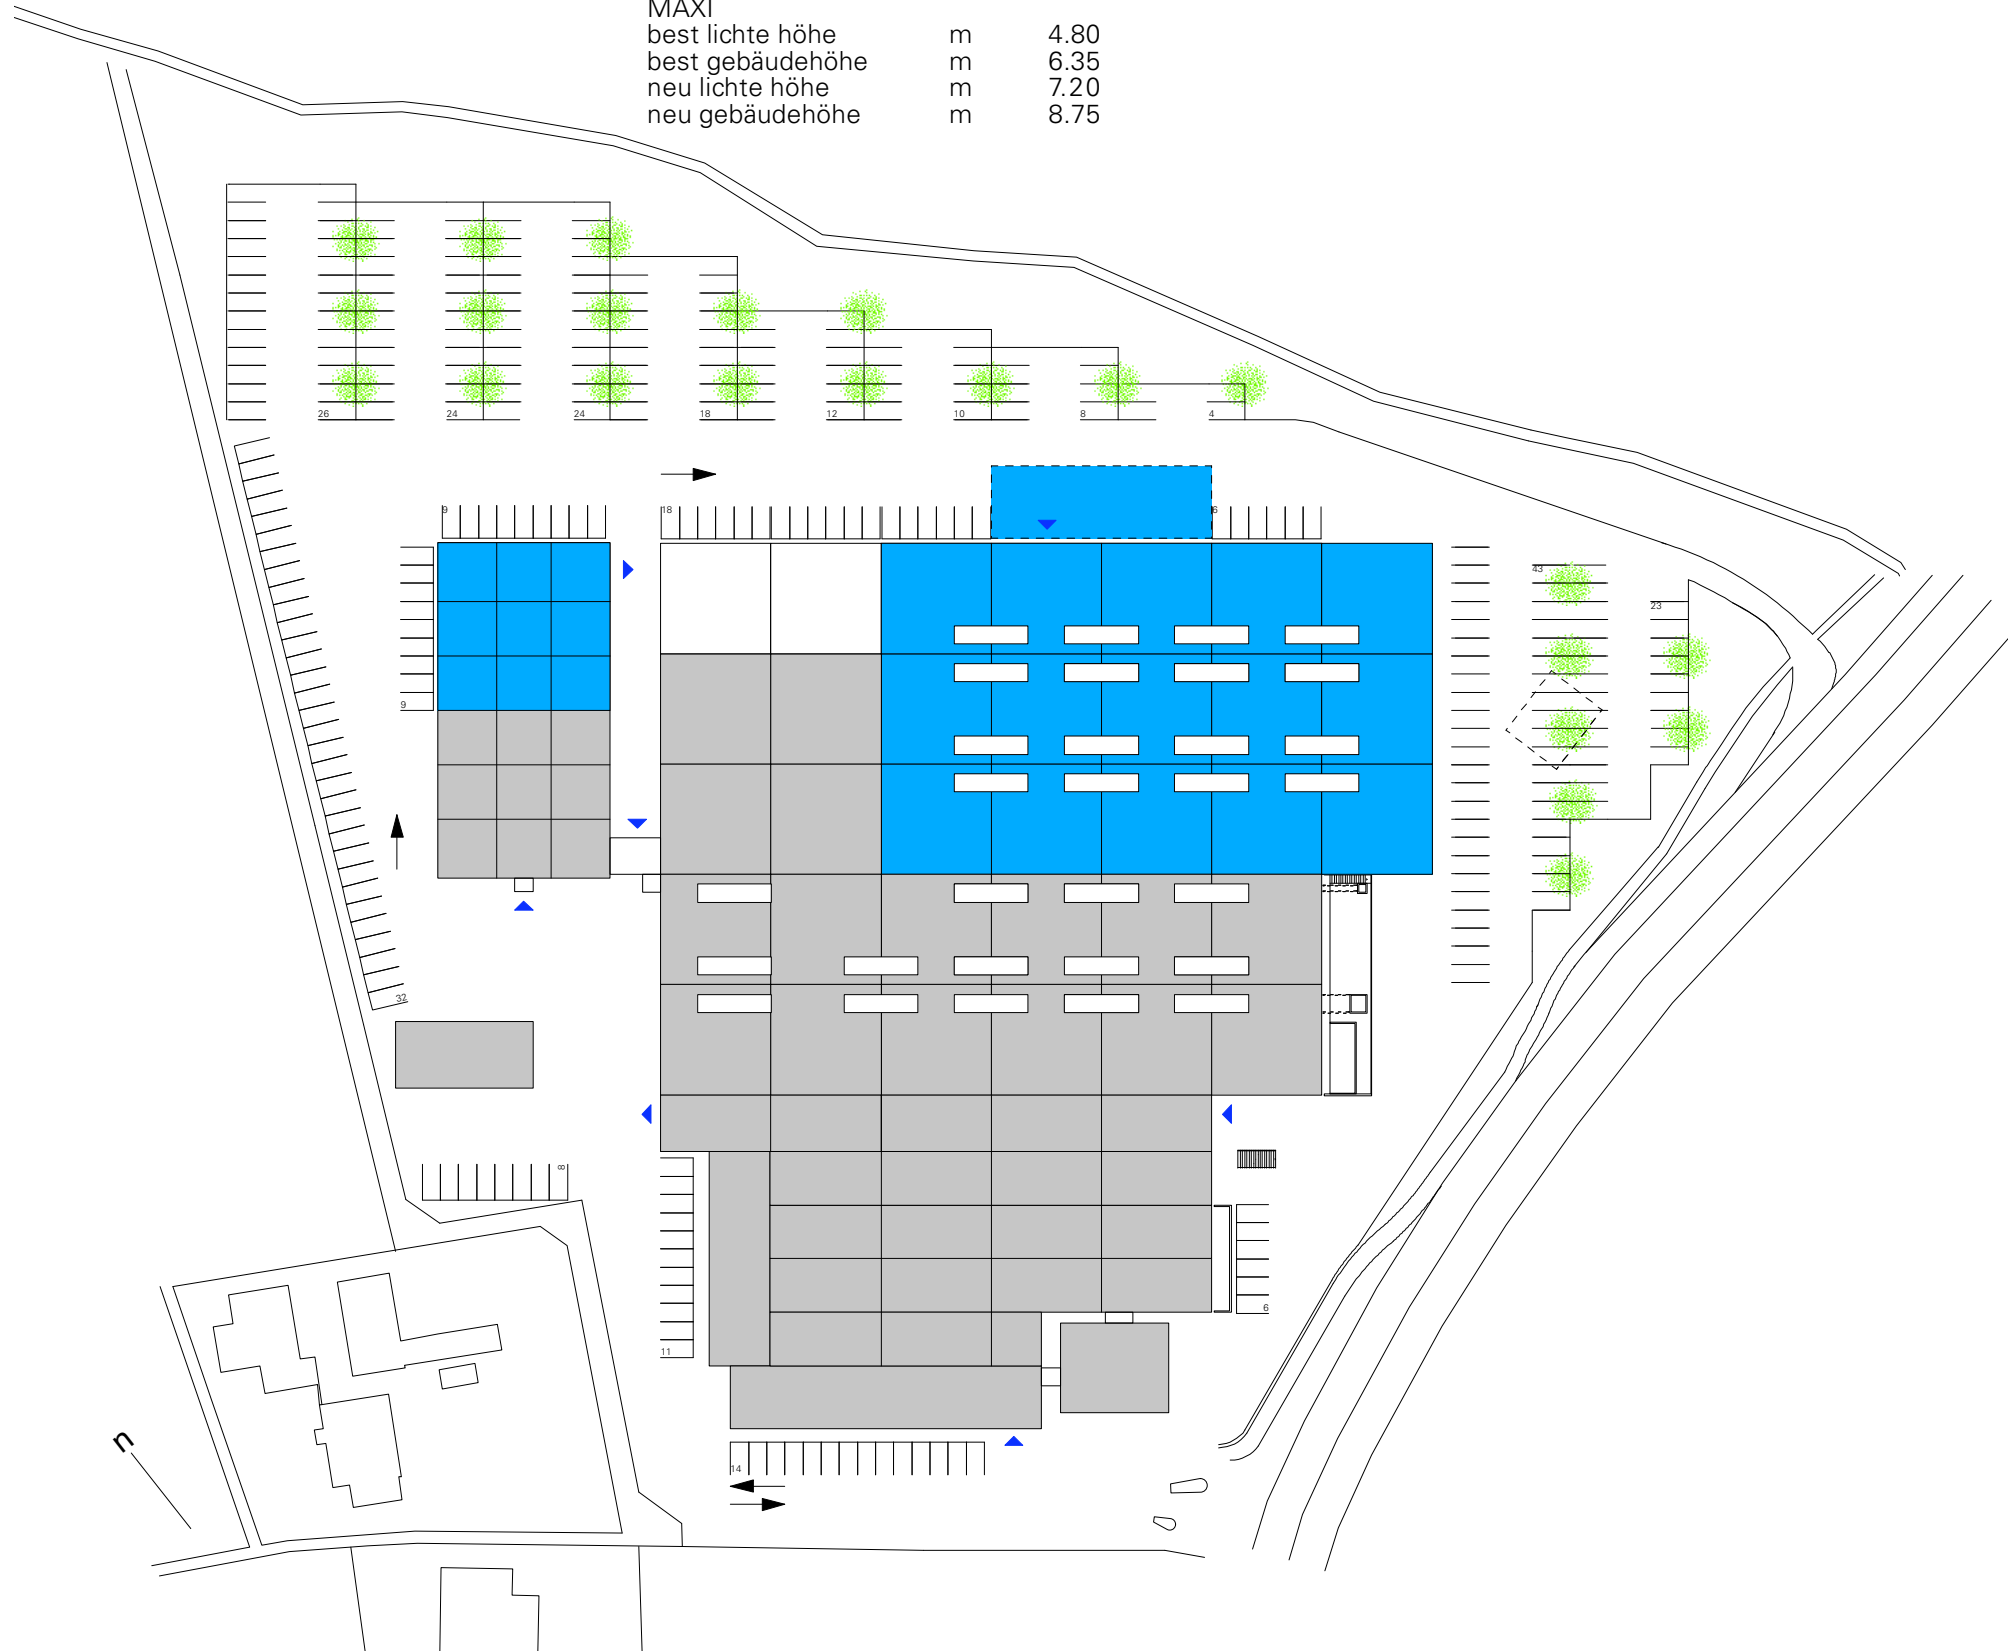 MAXI
best lichte höhe m 4.80
best gebäudehöhe m 6.35
neu lichte höhe m 7.20
neu gebäudehöhe m 8.75
26 24 24 18 12 10 8 4
9 18 6
43
23
9
32
8
6
11
14
n